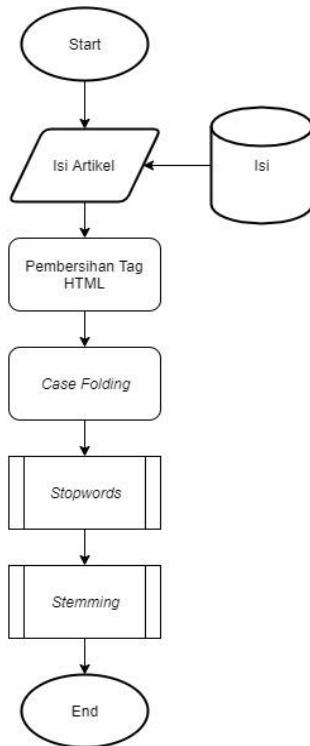 Start
Isi Artikel
Isi
Pembersihan Tag
HTML
Case Folding
Stopwords
Stemming
End